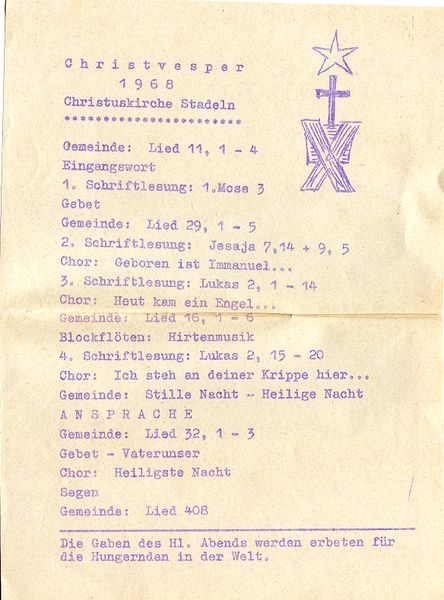 C h r i s t v e s p e r
1 9 6 8
Christuskirche Stadeln
***********************
Gemeinde: Lied 11, 1 - 4
Eingangswort
1. Schriftlesung: 1.Mose 3
Gebet
Gemeinde: Lied 29, 1 - 5
2. Schriftlesung: Jesaja 7,14 + 9, 5
Chor: Geboren ist Immanuel...
3. Schriftlesung: Lukas 2, 1 - 14
Chor: Heut kam ein Engel...
Gemeinde: Lied 16, 1 - 6
Blockflöten: Hirtenmusik
4. Schriftlesung: Lukas 2, 15 - 20
Chor: Ich steh an deiner Krippe hier...
Gemeinde: Stille Nacht - Heilige Nacht
A N S P R A C H E
Gemeinde: Lied 32, 1 - 3
Gebet - Vaterunser
Chor: Heiligste Nacht
Segen
Gemeinde: Lied 408
Die Gaben des Hl. Abends werden erbeten für
die Hungernden in der Welt.